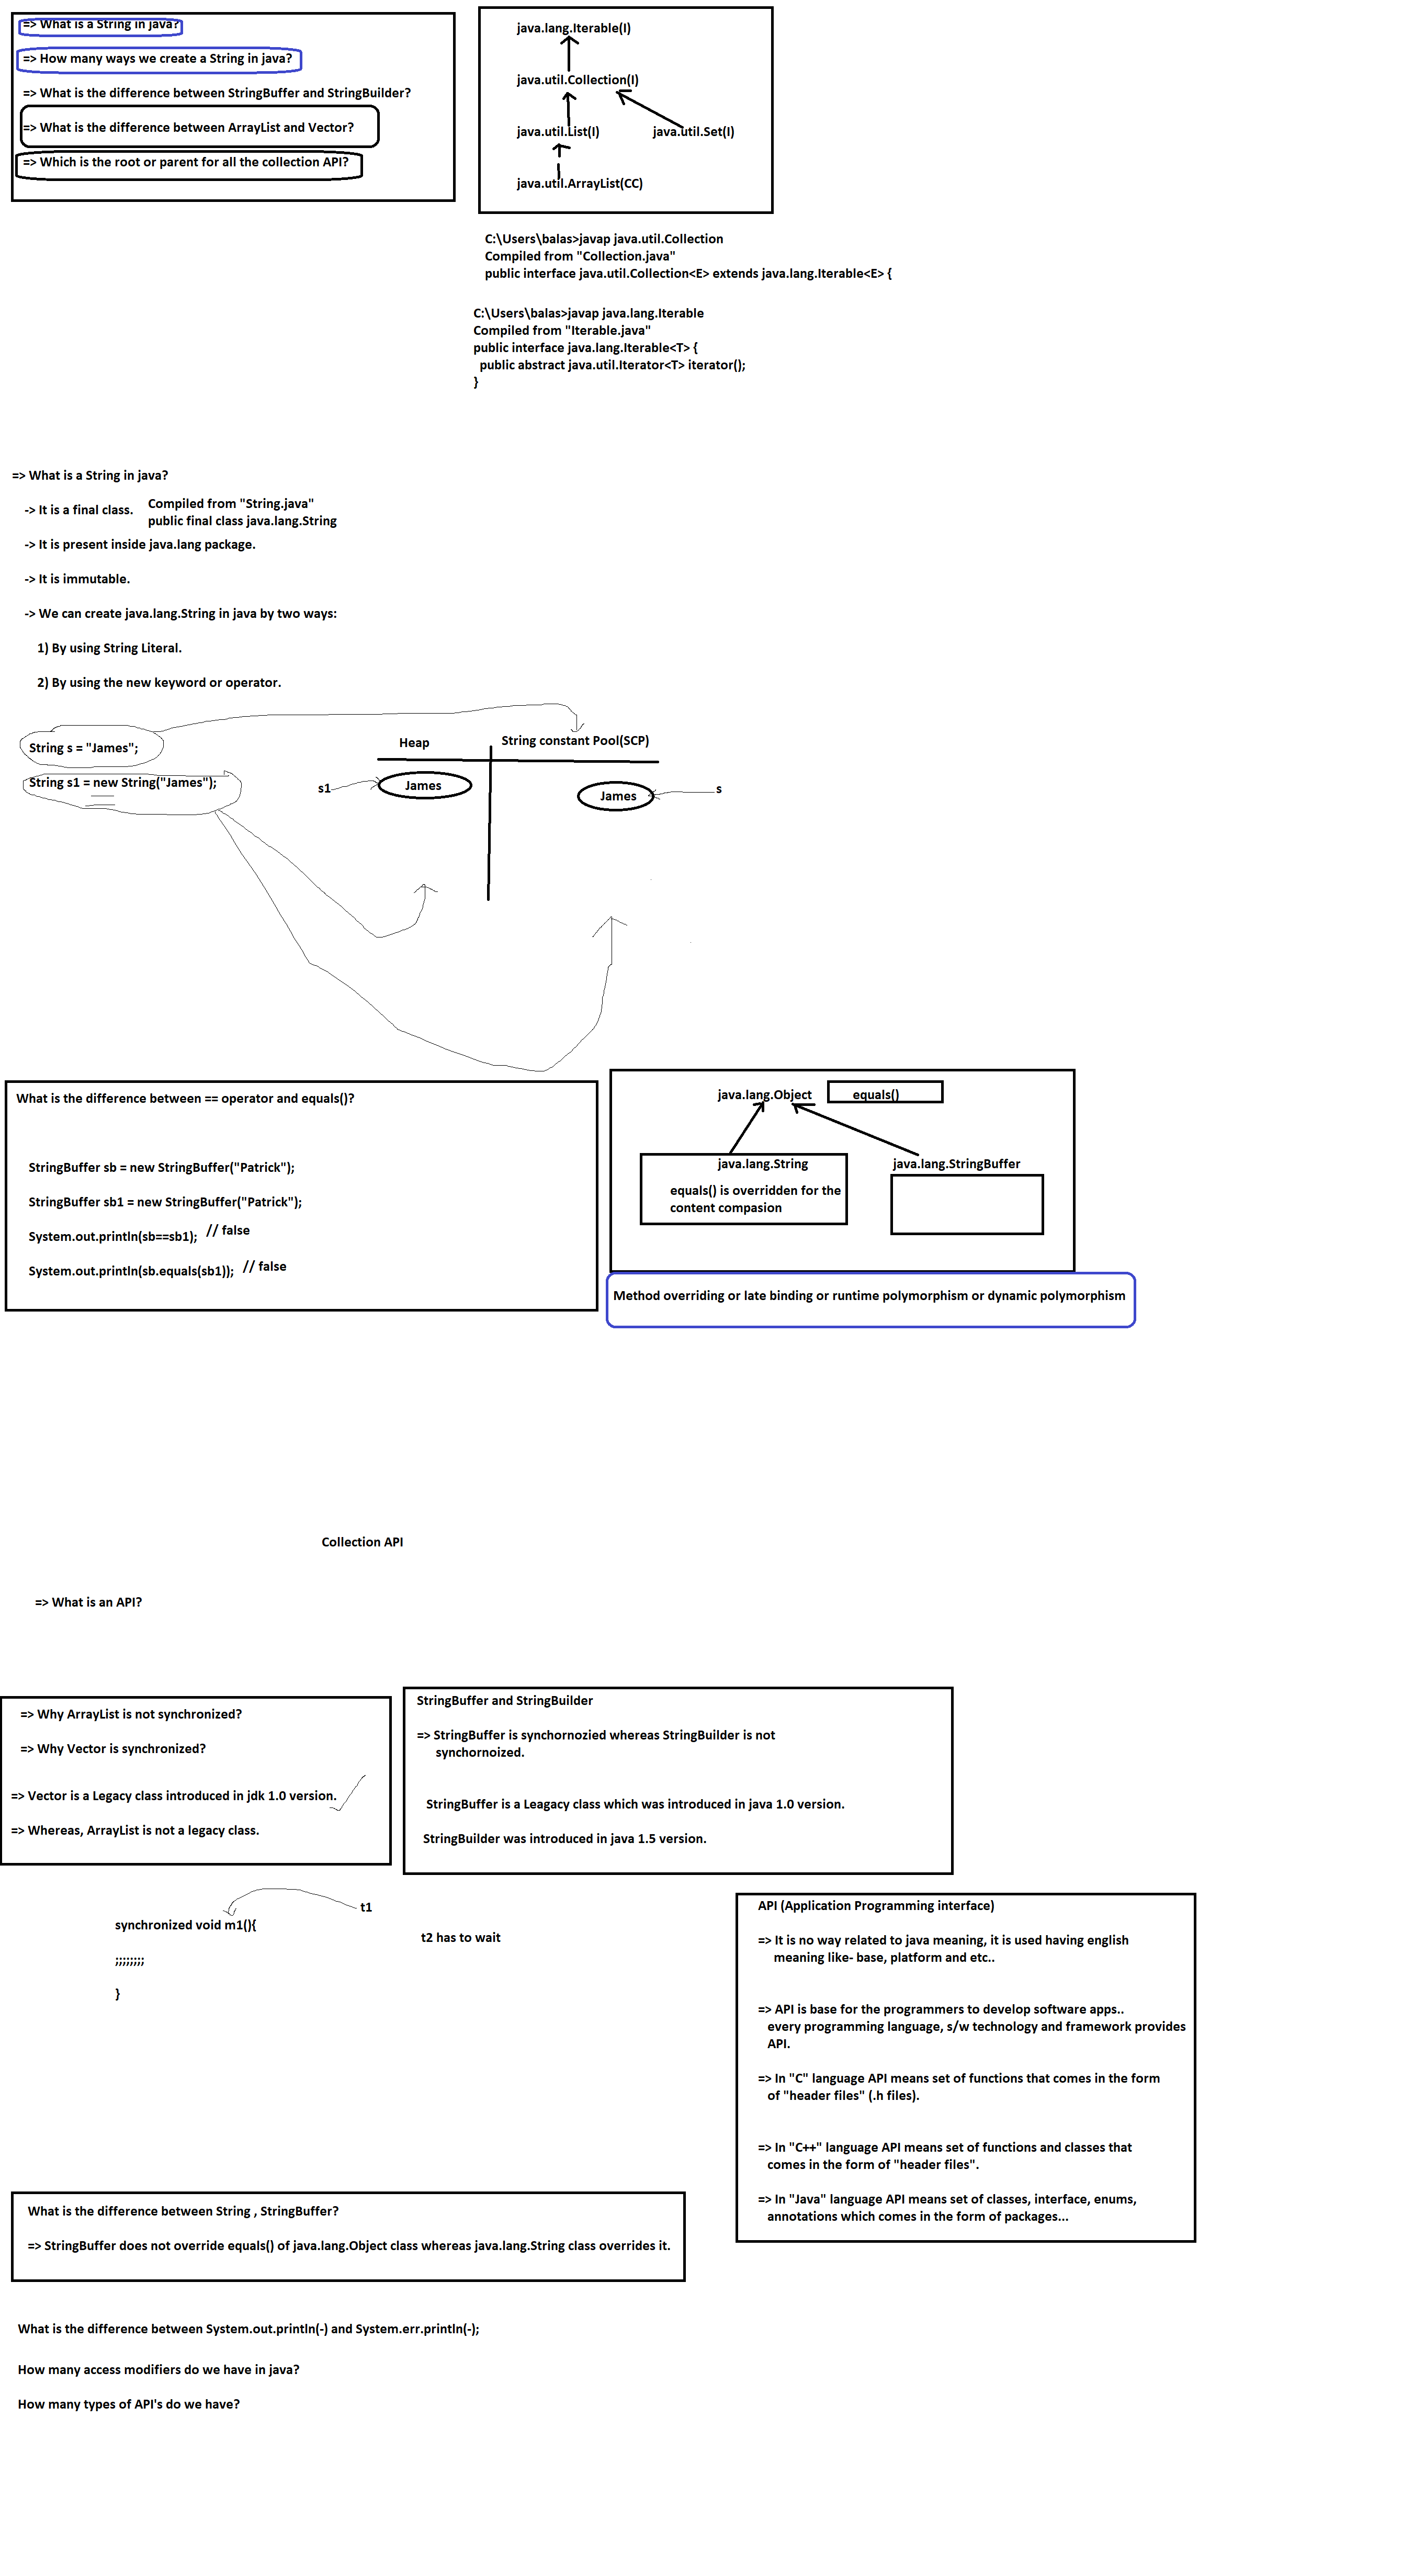 => What is a String in java?
=> How many ways we create a String in java?
=> What is the difference between StringBuffer and StringBuilder?
=> What is the difference between ArrayList and Vector?
=> Which is the root or parent for all the collection API?
java.lang.Iterable(I)
java.util.Collection(I)
java.util.List(I)
java.util.Set(I)
java.util.ArrayList(CC)
C:\Users\balas>javap java.util.Collection
Compiled from "Collection.java"
public interface java.util.Collection<E> extends java.lang.Iterable<E> {
C:\Users\balas>javap java.lang.Iterable
Compiled from "Iterable.java"
public interface java.lang.Iterable<T> {
public abstract java.util.Iterator<T> iterator();
}
=> What is a String in java?
-> It is a final class.
Compiled from "String.java"
public final class java.lang.String
-> It is present inside java.lang package.
-> It is immutable.
-> We can create java.lang.String in java by two ways:
1) By using String Literal.
2) By using the new keyword or operator.
String s = "James";
String s1 = new String("James");
Heap
String constant Pool(SCP)
s1
James
James
s
What is the difference between == operator and equals()?
StringBuffer sb = new StringBuffer("Patrick");
StringBuffer sb1 = new StringBuffer("Patrick");
System.out.println(sb==sb1); // false
System.out.println(sb.equals(sb1)); // false
java.lang.Object
equals()
java.lang.String
equals() is overridden for the
content compasion
java.lang.StringBuffer
Method overriding or late binding or runtime polymorphism or dynamic polymorphism
Collection API
=> What is an API?
=> Why ArrayList is not synchronized?
=> Why Vector is synchronized?
=> Vector is a Legacy class introduced in jdk 1.0 version.
=> Whereas, ArrayList is not a legacy class.
StringBuffer and StringBuilder
=> StringBuffer is synchornozied whereas StringBuilder is not
synchornoized.
StringBuffer is a Leagacy class which was introduced in java 1.0 version.
StringBuilder was introduced in java 1.5 version.
t1
synchronized void m1(){
;;;;;;;;
}
t2 has to wait
API (Application Programming interface)
=> It is no way related to java meaning, it is used having english
meaning like- base, platform and etc..
=> API is base for the programmers to develop software apps..
every programming language, s/w technology and framework provides
API.
=> In "C" language API means set of functions that comes in the form
of "header files" (.h files).
=> In "C++" language API means set of functions and classes that
comes in the form of "header files".
=> In "Java" language API means set of classes, interface, enums,
annotations which comes in the form of packages...
What is the difference between String , StringBuffer?
=> StringBuffer does not override equals() of java.lang.Object class whereas java.lang.String class overrides it.
What is the difference between System.out.println(-) and System.err.println(-);
How many access modifiers do we have in java?
How many types of API's do we have?